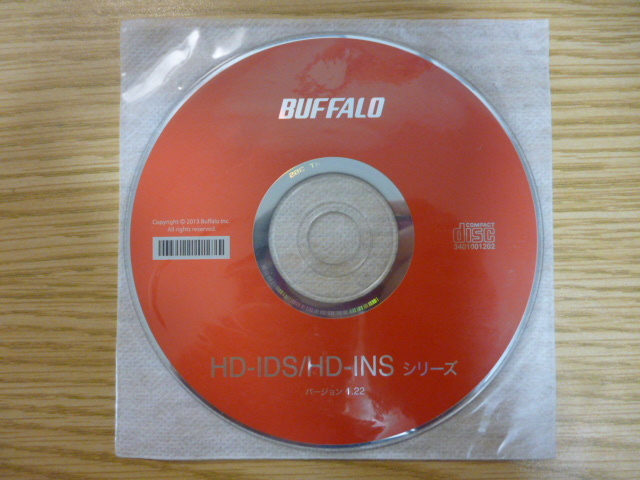 BUFFALO
Copyright © 2013 Buffalo Inc.
All rights reserved.
COMPACT
disc
3401001202
HD-IDS/HD-INS シリーズ
バージョン 1.22